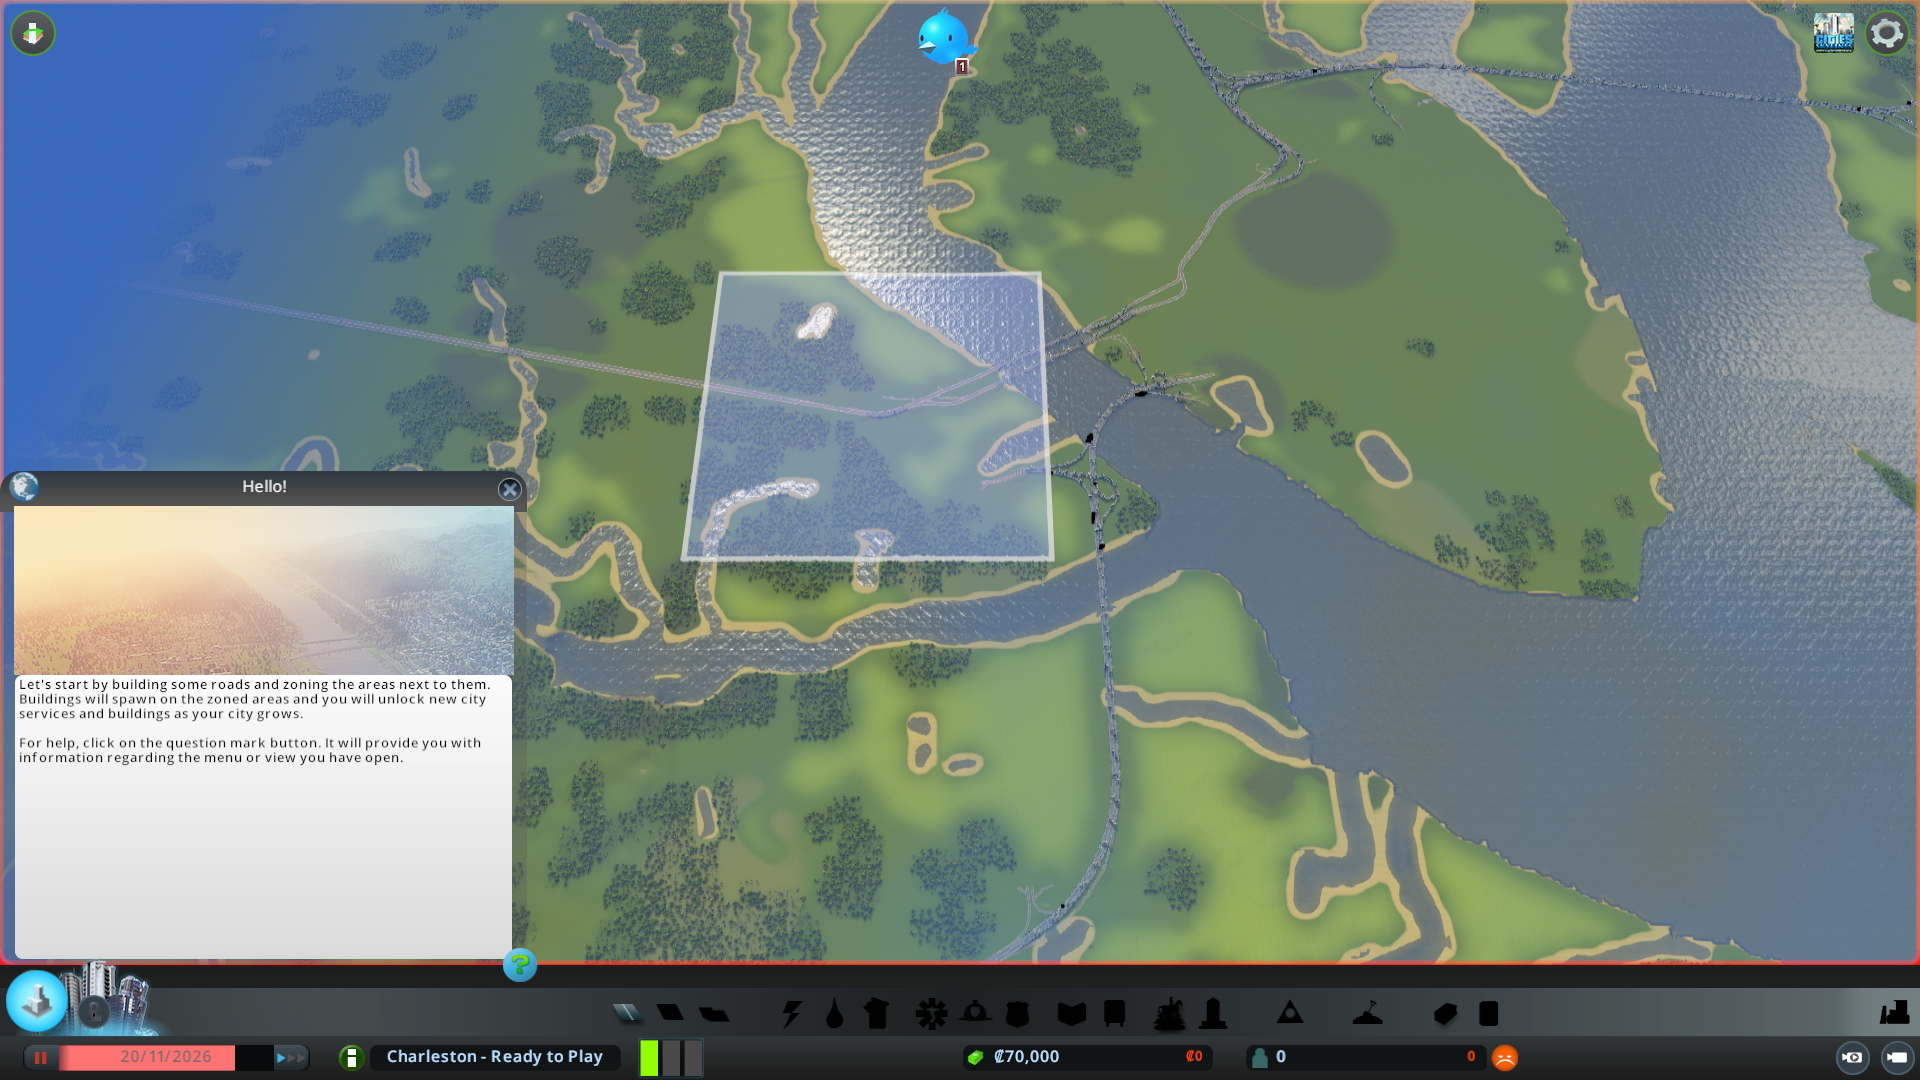 1
CITIES
Hello!
Let's start by building some roads and zoning the areas next to them.
Buildings will spawn on the zoned areas and you will unlock new city
services and buildings as your city grows.
For help, click on the question mark button. It will provide you with
information regarding the menu or view you have open.
?
20/11/2026
Charleston - Ready to Play
₡70,000
₡0
0
0